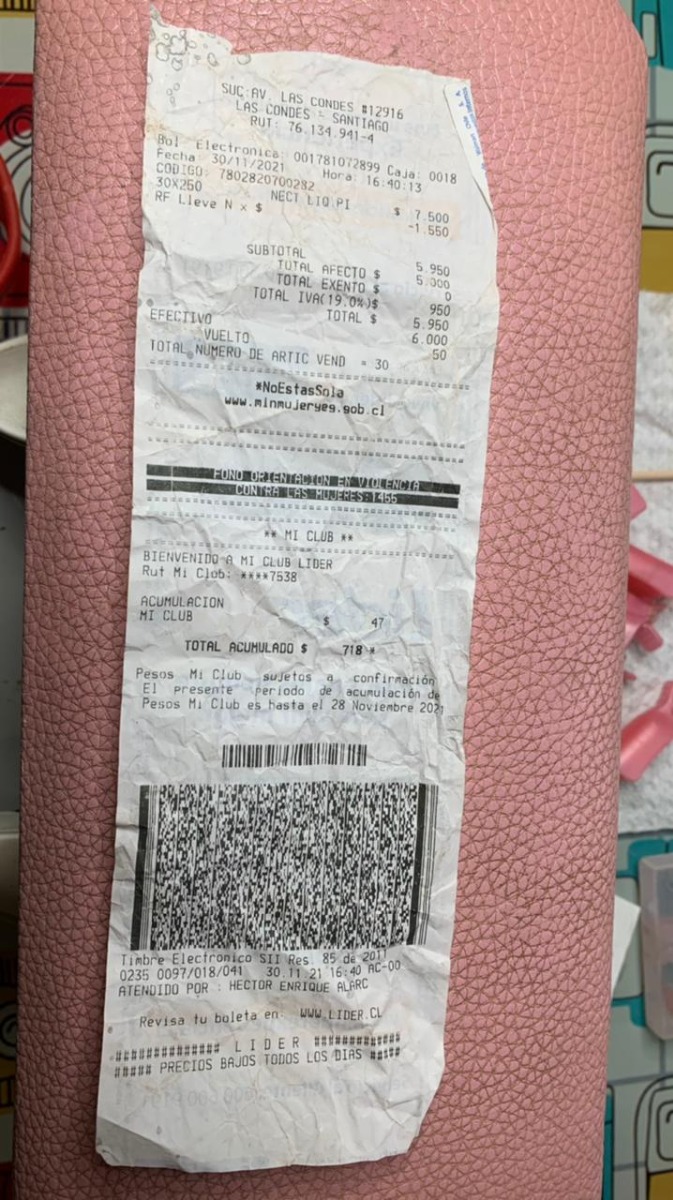 SUC:AV. LAS CONDES #12916
LAS CONDES - SANTIAGO
RUT: 76.134.941-4
Bol Electronica: 001781072899 Caja: 0018
Fecha 30/11/2021 Hora: 16:40:13
CODIGO: 7802820700282
30X250 NECT LIQ PI $ 7.500
RF Lleve N x $ -1.550
SUBTOTAL 5.950
TOTAL AFECTO $ 5.000
TOTAL EXENTO $ 0
TOTAL IVA(19.0%)$ 950
TOTAL $ 5.950
EFECTIVO 6.000
VUELTO 50
TOTAL NUMERO DE ARTIC VEND = 30
*NoEstasSola
www.minmujeryeg.gob.cl
FONO ORIENTACION EN VIOLENCIA
CONTRA LAS MUJERES:1455
** MI CLUB **
BIENVENIDO A MI CLUB LIDER
Rut Mi Club: ****7538
ACUMULACION
MI CLUB $ 47
TOTAL ACUMULADO $ 718 *
Pesos Mi Club sujetos a confirmación
El presente periodo de acumulación de
Pesos Mi Club es hasta el 28 Noviembre 2021
Timbre Electronico SII Res. 85 de 2011
0235 0097/018/041 30.11.21 16:40 AC-00
ATENDIDO POR : HECTOR ENRIQUE ALARC
Revisa tu boleta en: WWW.LIDER.CL
############## L I D E R ############
##### PRECIOS BAJOS TODOS LOS DIAS #####